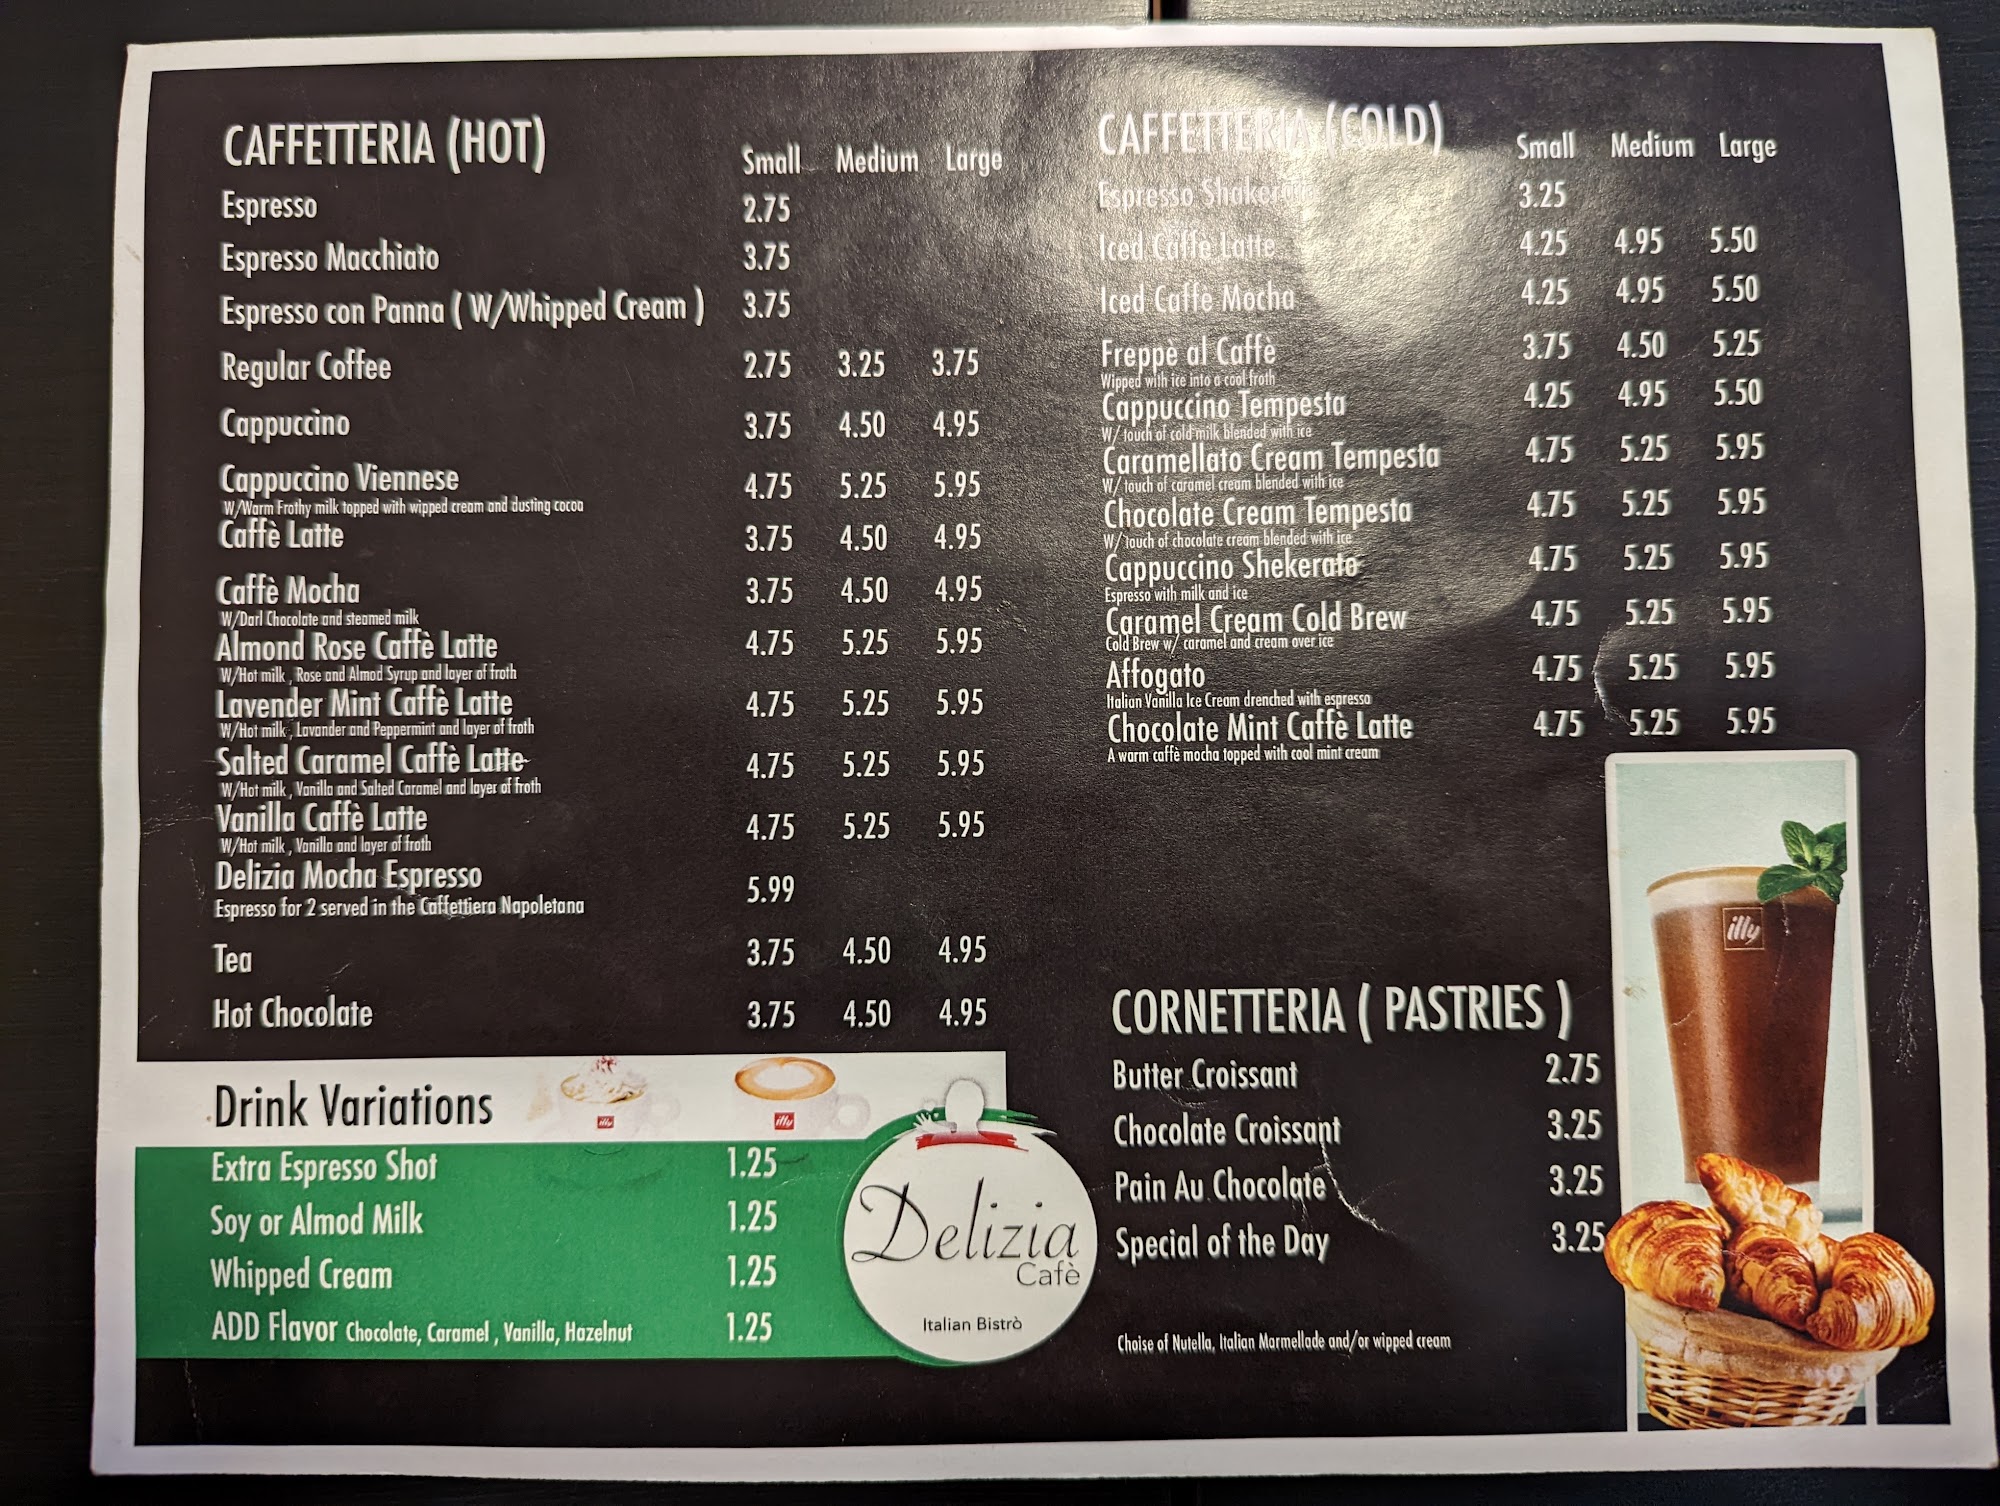 CAFFETTERIA (HOT) Small Medium Large
Espresso 2.75
Espresso Macchiato 3.75
Espresso con Panna ( W/Whipped Cream ) 3.75
Regular Coffee 2.75 3.25 3.75
Cappuccino 3.75 4.50 4.95
Cappuccino Viennese 4.75 5.25 5.95
W/Warm Frothy milk topped with wipped cream and dusting cocoa
Caffè Latte 3.75 4.50 4.95
Caffè Mocha 3.75 4.50 4.95
W/Darl Chocolate and steamed milk
Almond Rose Caffè Latte 4.75 5.25 5.95
W/Hot milk , Rose and Almod Syrup and layer of froth
Lavender Mint Caffè Latte 4.75 5.25 5.95
W/Hot milk , Lavander and Peppermint and layer of froth
Salted Caramel Caffè Latte 4.75 5.25 5.95
W/Hot milk , Vanilla and Salted Caramel and layer of froth
Vanilla Caffè Latte 4.75 5.25 5.95
W/Hot milk , Vanilla and layer of froth
Delizia Mocha Espresso 5.99
Espresso for 2 served in the Caffettiera Napoletana
Tea 3.75 4.50 4.95
Hot Chocolate 3.75 4.50 4.95
Drink Variations
illy
illy
Extra Espresso Shot 1.25
Soy or Almod Milk 1.25
Whipped Cream 1.25
ADD Flavor Chocolate, Caramel , Vanilla, Hazelnut 1.25
Delizia
Cafè
Italian Bistrò
CAFFETTERIA (COLD) Small Medium Large
Espresso 3.25
Iced Caffè Latte 4.25 4.95 5.50
Iced Caffè Mocha 4.25 4.95 5.50
Freppè al Caffè 3.75 4.50 5.25
Wipped with ice into a cool froth
Cappuccino Tempesta 4.25 4.95 5.50
W/ touch of cold milk blended with ice
Caramellato Cream Tempesta 4.75 5.25 5.95
W/ touch of caramel cream blended with ice
Chocolate Cream Tempesta 4.75 5.25 5.95
W/ touch of chocolate cream blended with ice
Cappuccino Shekerato 4.75 5.25 5.95
Espresso with milk and ice
Caramel Cream Cold Brew 4.75 5.25 5.95
Cold Brew w/ caramel and cream over ice
Affogato 4.75 5.25 5.95
Italian Vanilla Ice Cream drenched with espresso
Chocolate Mint Caffè Latte 4.75 5.25 5.95
A warm caffè mocha topped with cool mint cream
illy
CORNETTERIA ( PASTRIES )
Butter Croissant 2.75
Chocolate Croissant 3.25
Pain Au Chocolate 3.25
Special of the Day 3.25
Choise of Nutella, Italian Marmellade and/or wipped cream